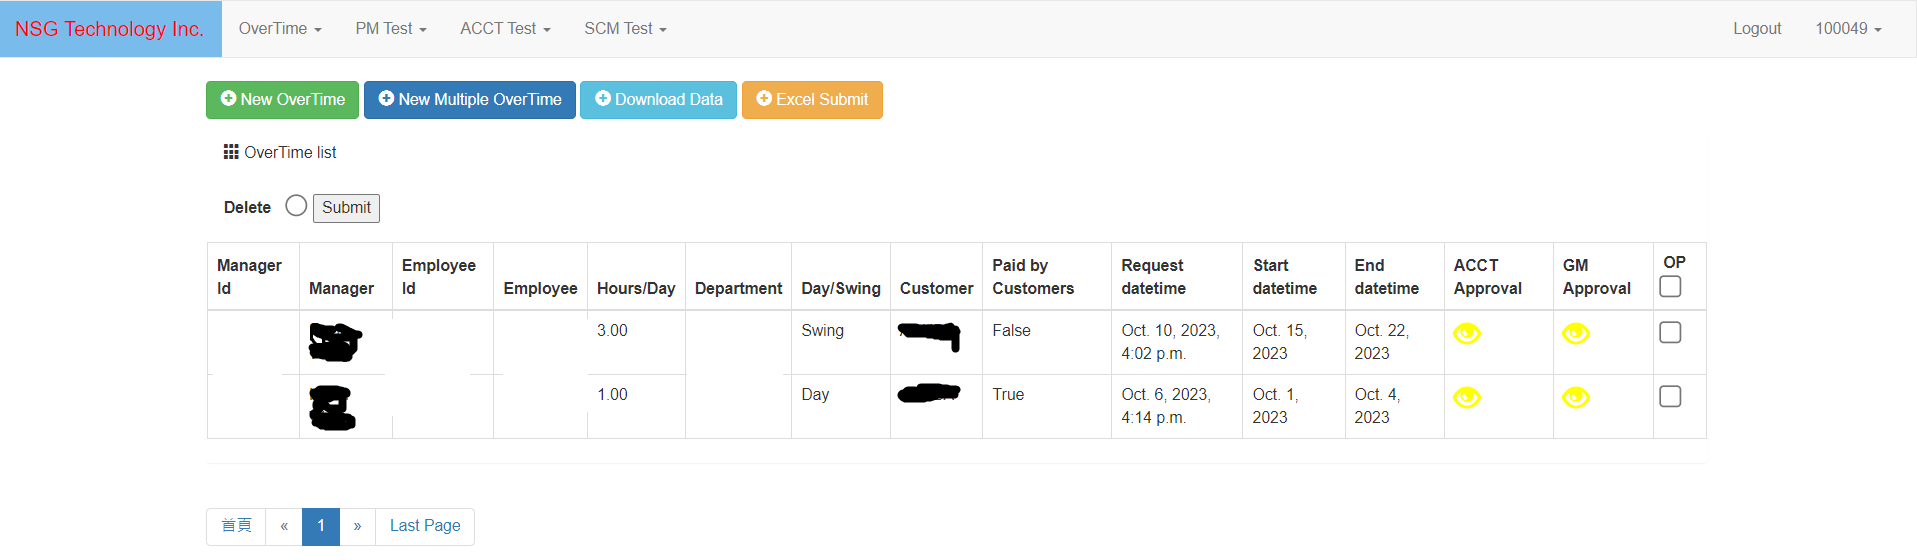 NSG Technology Inc. OverTime PM Test ACCT Test SCM Test Logout 100049
New OverTime New Multiple OverTime Download Data Excel Submit
OverTime list
Delete Submit
Manager Id Manager Employee Id Employee Hours/Day Department Day/Swing Customer Paid by Customers Request datetime Start datetime End datetime ACCT Approval GM Approval OP
3.00 Swing False Oct. 10, 2023, 4:02 p.m. Oct. 15, 2023 Oct. 22, 2023
1.00 Day True Oct. 6, 2023, 4:14 p.m. Oct. 1, 2023 Oct. 4, 2023
首頁 « 1 » Last Page